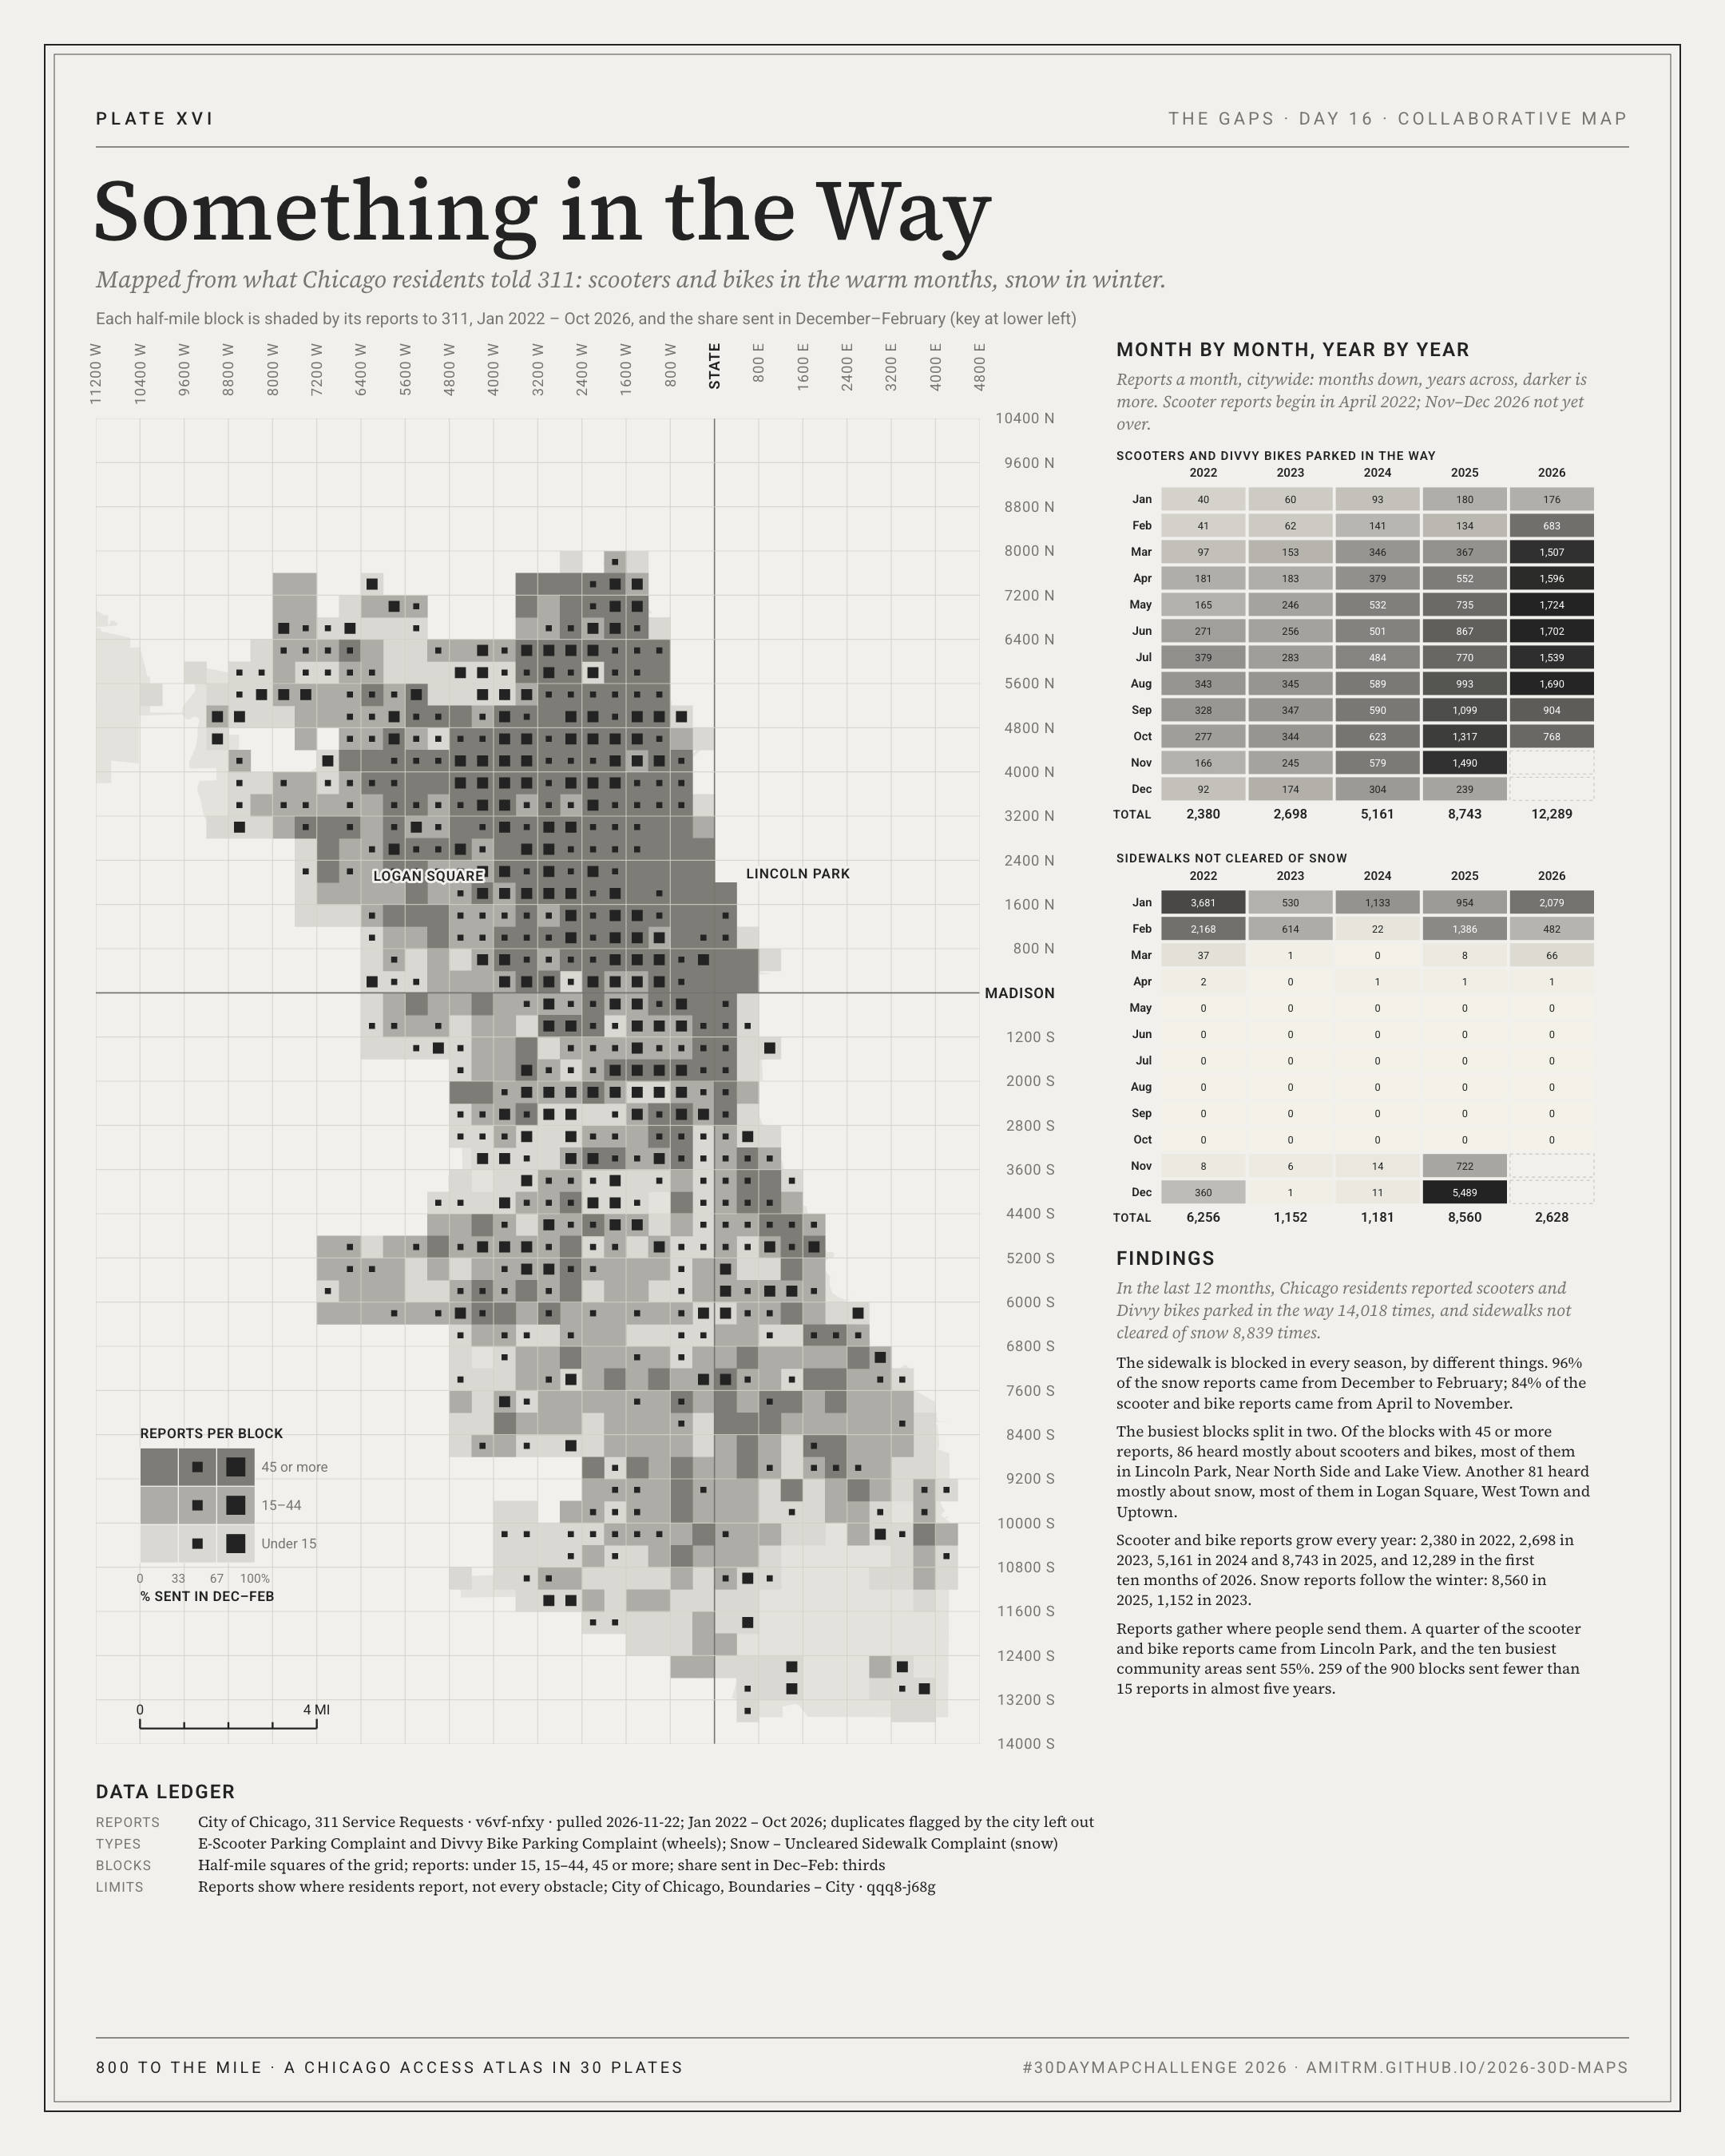 PLATE XVI
THE GAPS · DAY 16 · COLLABORATIVE MAP
Something in the Way
Mapped from what Chicago residents told 311: scooters and bikes in the warm months, snow in winter.
Each half-mile block is shaded by its reports to 311, Jan 2022 – Oct 2026, and the share sent in December–February (key at lower left)
11200 W 10400 W 9600 W 8800 W 8000 W 7200 W 6400 W 5600 W 4800 W 4000 W 3200 W 2400 W 1600 W 800 W STATE 800 E 1600 E 2400 E 3200 E 4000 E 4800 E
10400 N
9600 N
8800 N
8000 N
7200 N
6400 N
5600 N
4800 N
4000 N
3200 N
2400 N
LOGAN SQUARE
LINCOLN PARK
1600 N
800 N
MADISON
1200 S
2000 S
2800 S
3600 S
4400 S
5200 S
6000 S
6800 S
7600 S
8400 S
9200 S
10000 S
10800 S
11600 S
12400 S
13200 S
14000 S
REPORTS PER BLOCK
45 or more
15–44
Under 15
0 33 67 100%
% SENT IN DEC–FEB
0 4 MI
MONTH BY MONTH, YEAR BY YEAR
Reports a month, citywide: months down, years across, darker is
more. Scooter reports begin in April 2022; Nov–Dec 2026 not yet
over.
SCOOTERS AND DIVVY BIKES PARKED IN THE WAY
2022 2023 2024 2025 2026
Jan 40 60 93 180 176
Feb 41 62 141 134 683
Mar 97 153 346 367 1,507
Apr 181 183 379 552 1,596
May 165 246 532 735 1,724
Jun 271 256 501 867 1,702
Jul 379 283 484 770 1,539
Aug 343 345 589 993 1,690
Sep 328 347 590 1,099 904
Oct 277 344 623 1,317 768
Nov 166 245 579 1,490
Dec 92 174 304 239
TOTAL 2,380 2,698 5,161 8,743 12,289
SIDEWALKS NOT CLEARED OF SNOW
2022 2023 2024 2025 2026
Jan 3,681 530 1,133 954 2,079
Feb 2,168 614 22 1,386 482
Mar 37 1 0 8 66
Apr 2 0 1 1 1
May 0 0 0 0 0
Jun 0 0 0 0 0
Jul 0 0 0 0 0
Aug 0 0 0 0 0
Sep 0 0 0 0 0
Oct 0 0 0 0 0
Nov 8 6 14 722
Dec 360 1 11 5,489
TOTAL 6,256 1,152 1,181 8,560 2,628
FINDINGS
In the last 12 months, Chicago residents reported scooters and
Divvy bikes parked in the way 14,018 times, and sidewalks not
cleared of snow 8,839 times.
The sidewalk is blocked in every season, by different things. 96%
of the snow reports came from December to February; 84% of the
scooter and bike reports came from April to November.
The busiest blocks split in two. Of the blocks with 45 or more
reports, 86 heard mostly about scooters and bikes, most of them
in Lincoln Park, Near North Side and Lake View. Another 81 heard
mostly about snow, most of them in Logan Square, West Town and
Uptown.
Scooter and bike reports grow every year: 2,380 in 2022, 2,698 in
2023, 5,161 in 2024 and 8,743 in 2025, and 12,289 in the first
ten months of 2026. Snow reports follow the winter: 8,560 in
2025, 1,152 in 2023.
Reports gather where people send them. A quarter of the scooter
and bike reports came from Lincoln Park, and the ten busiest
community areas sent 55%. 259 of the 900 blocks sent fewer than
15 reports in almost five years.
DATA LEDGER
REPORTS City of Chicago, 311 Service Requests · v6vf-nfxy · pulled 2026-11-22; Jan 2022 – Oct 2026; duplicates flagged by the city left out
TYPES E-Scooter Parking Complaint and Divvy Bike Parking Complaint (wheels); Snow – Uncleared Sidewalk Complaint (snow)
BLOCKS Half-mile squares of the grid; reports: under 15, 15–44, 45 or more; share sent in Dec–Feb: thirds
LIMITS Reports show where residents report, not every obstacle; City of Chicago, Boundaries – City · qqq8-j68g
800 TO THE MILE · A CHICAGO ACCESS ATLAS IN 30 PLATES
#30DAYMAPCHALLENGE 2026 · AMITRM.GITHUB.IO/2026-30D-MAPS